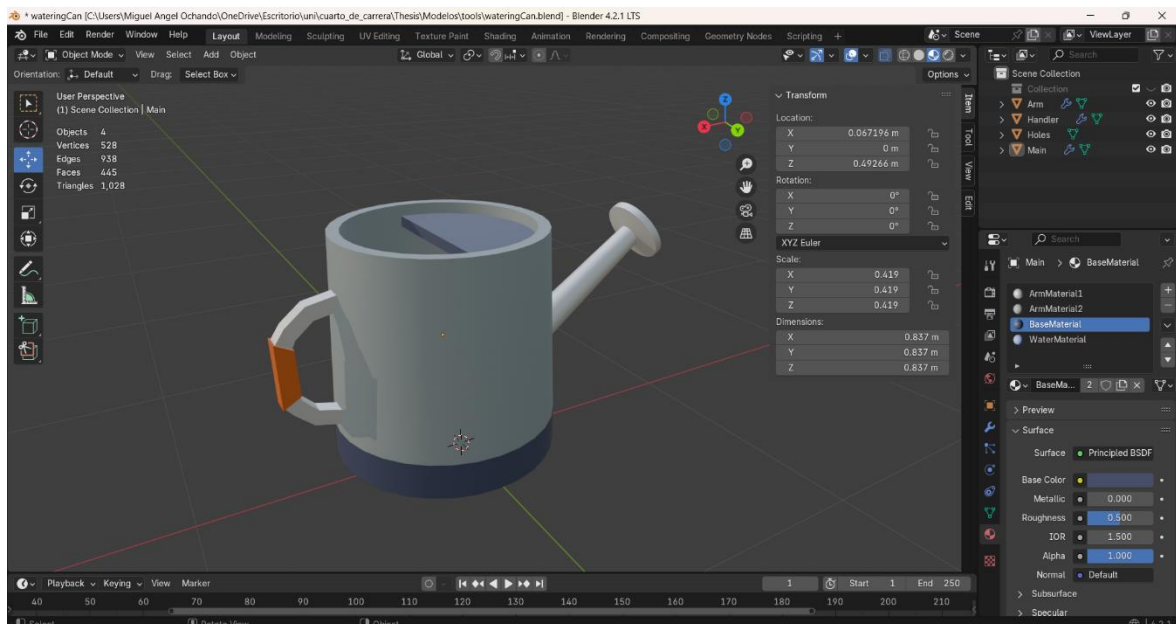 * wateringCan [C:\Users\Miguel Angel Ochando\OneDrive\Escritorio\uni\cuarto_de_carrera\Thesis\Modelos\tools\wateringCan.blend] - Blender 4.2.1 LTS
File Edit Render Window Help Layout Modeling Sculpting UV Editing Texture Paint Shading Animation Rendering Compositing Geometry Nodes Scripting + Scene ViewLayer
Object Mode View Select Add Object Global Search
Orientation: Default Drag: Select Box Options
User Perspective
(1) Scene Collection | Main
Objects 4
Vertices 528
Edges 938
Faces 445
Triangles 1,028
X
Y
Z
Transform
Location:
X 0.067196 m
Y 0 m
Z 0.49266 m
Rotation:
X 0°
Y 0°
Z 0°
XYZ Euler
Scale:
X 0.419
Y 0.419
Z 0.419
Dimensions:
X 0.837 m
Y 0.837 m
Z 0.837 m
Item
Tool
View
Edit
Scene Collection
Collection
Arm
Handler
Holes
Main
Search
Main > BaseMaterial
ArmMaterial1
ArmMaterial2
BaseMaterial
WaterMaterial
BaseMa... 2
Preview
Surface
Surface Principled BSDF
Base Color
Metallic 0.000
Roughness 0.500
IOR 1.500
Alpha 1.000
Normal Default
Subsurface
Specular
Playback Keying View Marker 1 Start 1 End 250
40 50 60 70 80 90 100 110 120 130 140 150 160 170 180 190 200 210
Select Rotate View Object 4.2.1